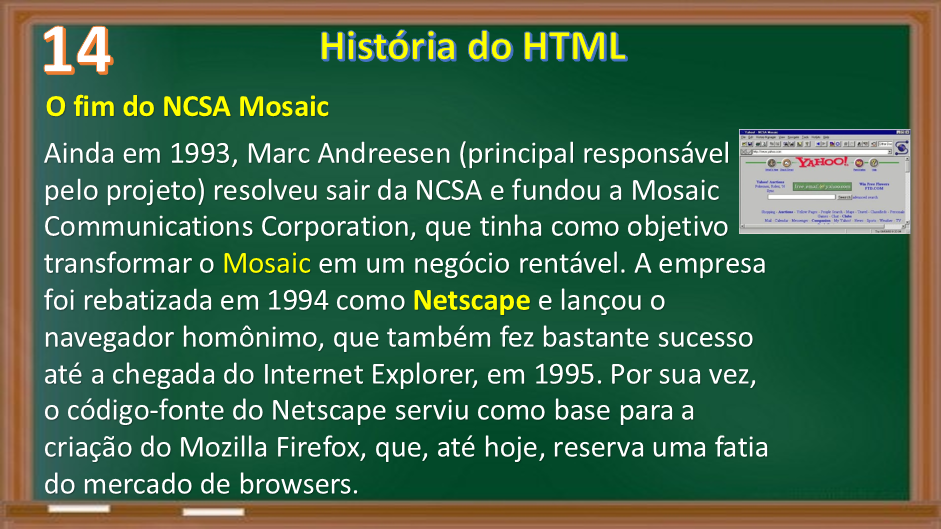 14
História do HTML
O fim do NCSA Mosaic
Ainda em 1993, Marc Andreesen (principal responsável
pelo projeto) resolveu sair da NCSA e fundou a Mosaic
Communications Corporation, que tinha como objetivo
transformar o Mosaic em um negócio rentável. A empresa
foi rebatizada em 1994 como Netscape e lançou o
navegador homônimo, que também fez bastante sucesso
até a chegada do Internet Explorer, em 1995. Por sua vez,
o código-fonte do Netscape serviu como base para a
criação do Mozilla Firefox, que, até hoje, reserva uma fatia
do mercado de browsers.
YAHOO!